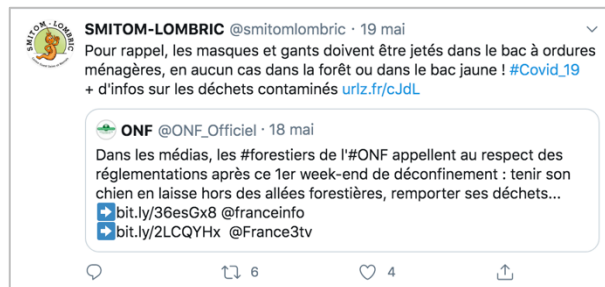 SMITOM-LOMBRIC
SMITOM-LOMBRIC @smitomlombric · 19 mai
Pour rappel, les masques et gants doivent être jetés dans le bac à ordures
ménagères, en aucun cas dans la forêt ou dans le bac jaune ! #Covid_19
+ d'infos sur les déchets contaminés urlz.fr/cJdL
ONF @ONF_Officiel · 18 mai
Dans les médias, les #forestiers de l'#ONF appellent au respect des
réglementations après ce 1er week-end de déconfinement : tenir son
chien en laisse hors des allées forestières, remporter ses déchets...
➡bit.ly/36esGx8 @franceinfo
➡bit.ly/2LCQYHx @France3tv
6 4